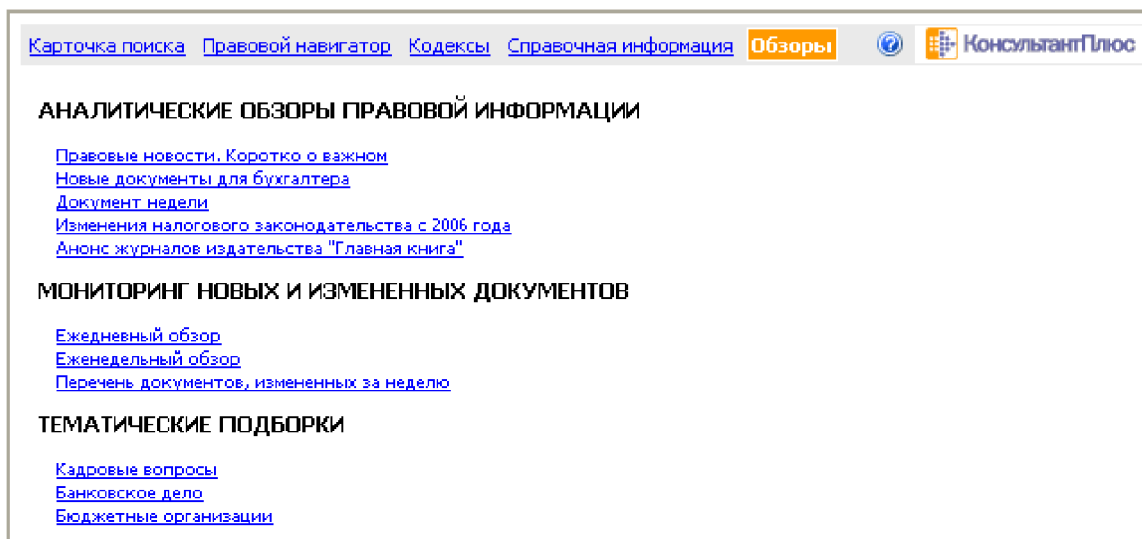 Карточка поиска Правовой навигатор Кодексы Справочная информация Обзоры ? КонсультантПлюс
АНАЛИТИЧЕСКИЕ ОБЗОРЫ ПРАВОВОЙ ИНФОРМАЦИИ
Правовые новости. Коротко о важном
Новые документы для бухгалтера
Документ недели
Изменения налогового законодательства с 2006 года
Анонс журналов издательства "Главная книга"
МОНИТОРИНГ НОВЫХ И ИЗМЕНЕННЫХ ДОКУМЕНТОВ
Ежедневный обзор
Еженедельный обзор
Перечень документов, измененных за неделю
ТЕМАТИЧЕСКИЕ ПОДБОРКИ
Кадровые вопросы
Банковское дело
Бюджетные организации